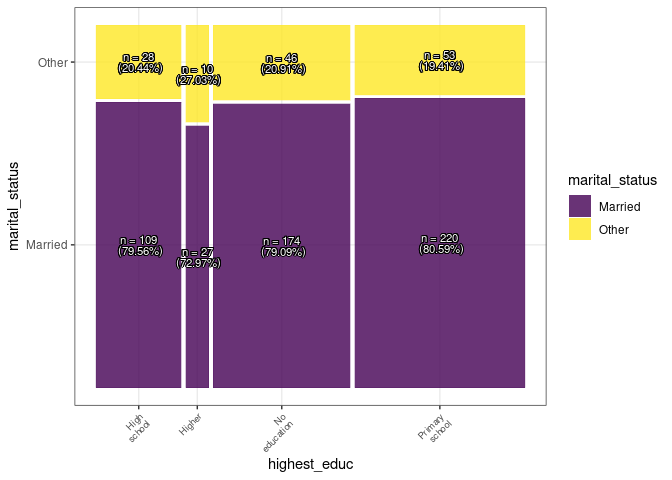 marital_status
Other
Married
n = 28
(20.44%)
n = 10
(27.03%)
n = 46
(20.91%)
n = 53
(19.41%)
n = 109
(79.56%)
n = 27
(72.97%)
n = 174
(79.09%)
n = 220
(80.59%)
High
school
Higher
No
education
Primary
school
highest_educ
marital_status
Married
Other